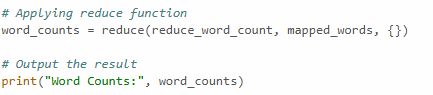 # Applying reduce function
word_counts = reduce(reduce_word_count, mapped_words, {})
# Output the result
print("Word Counts:", word_counts)